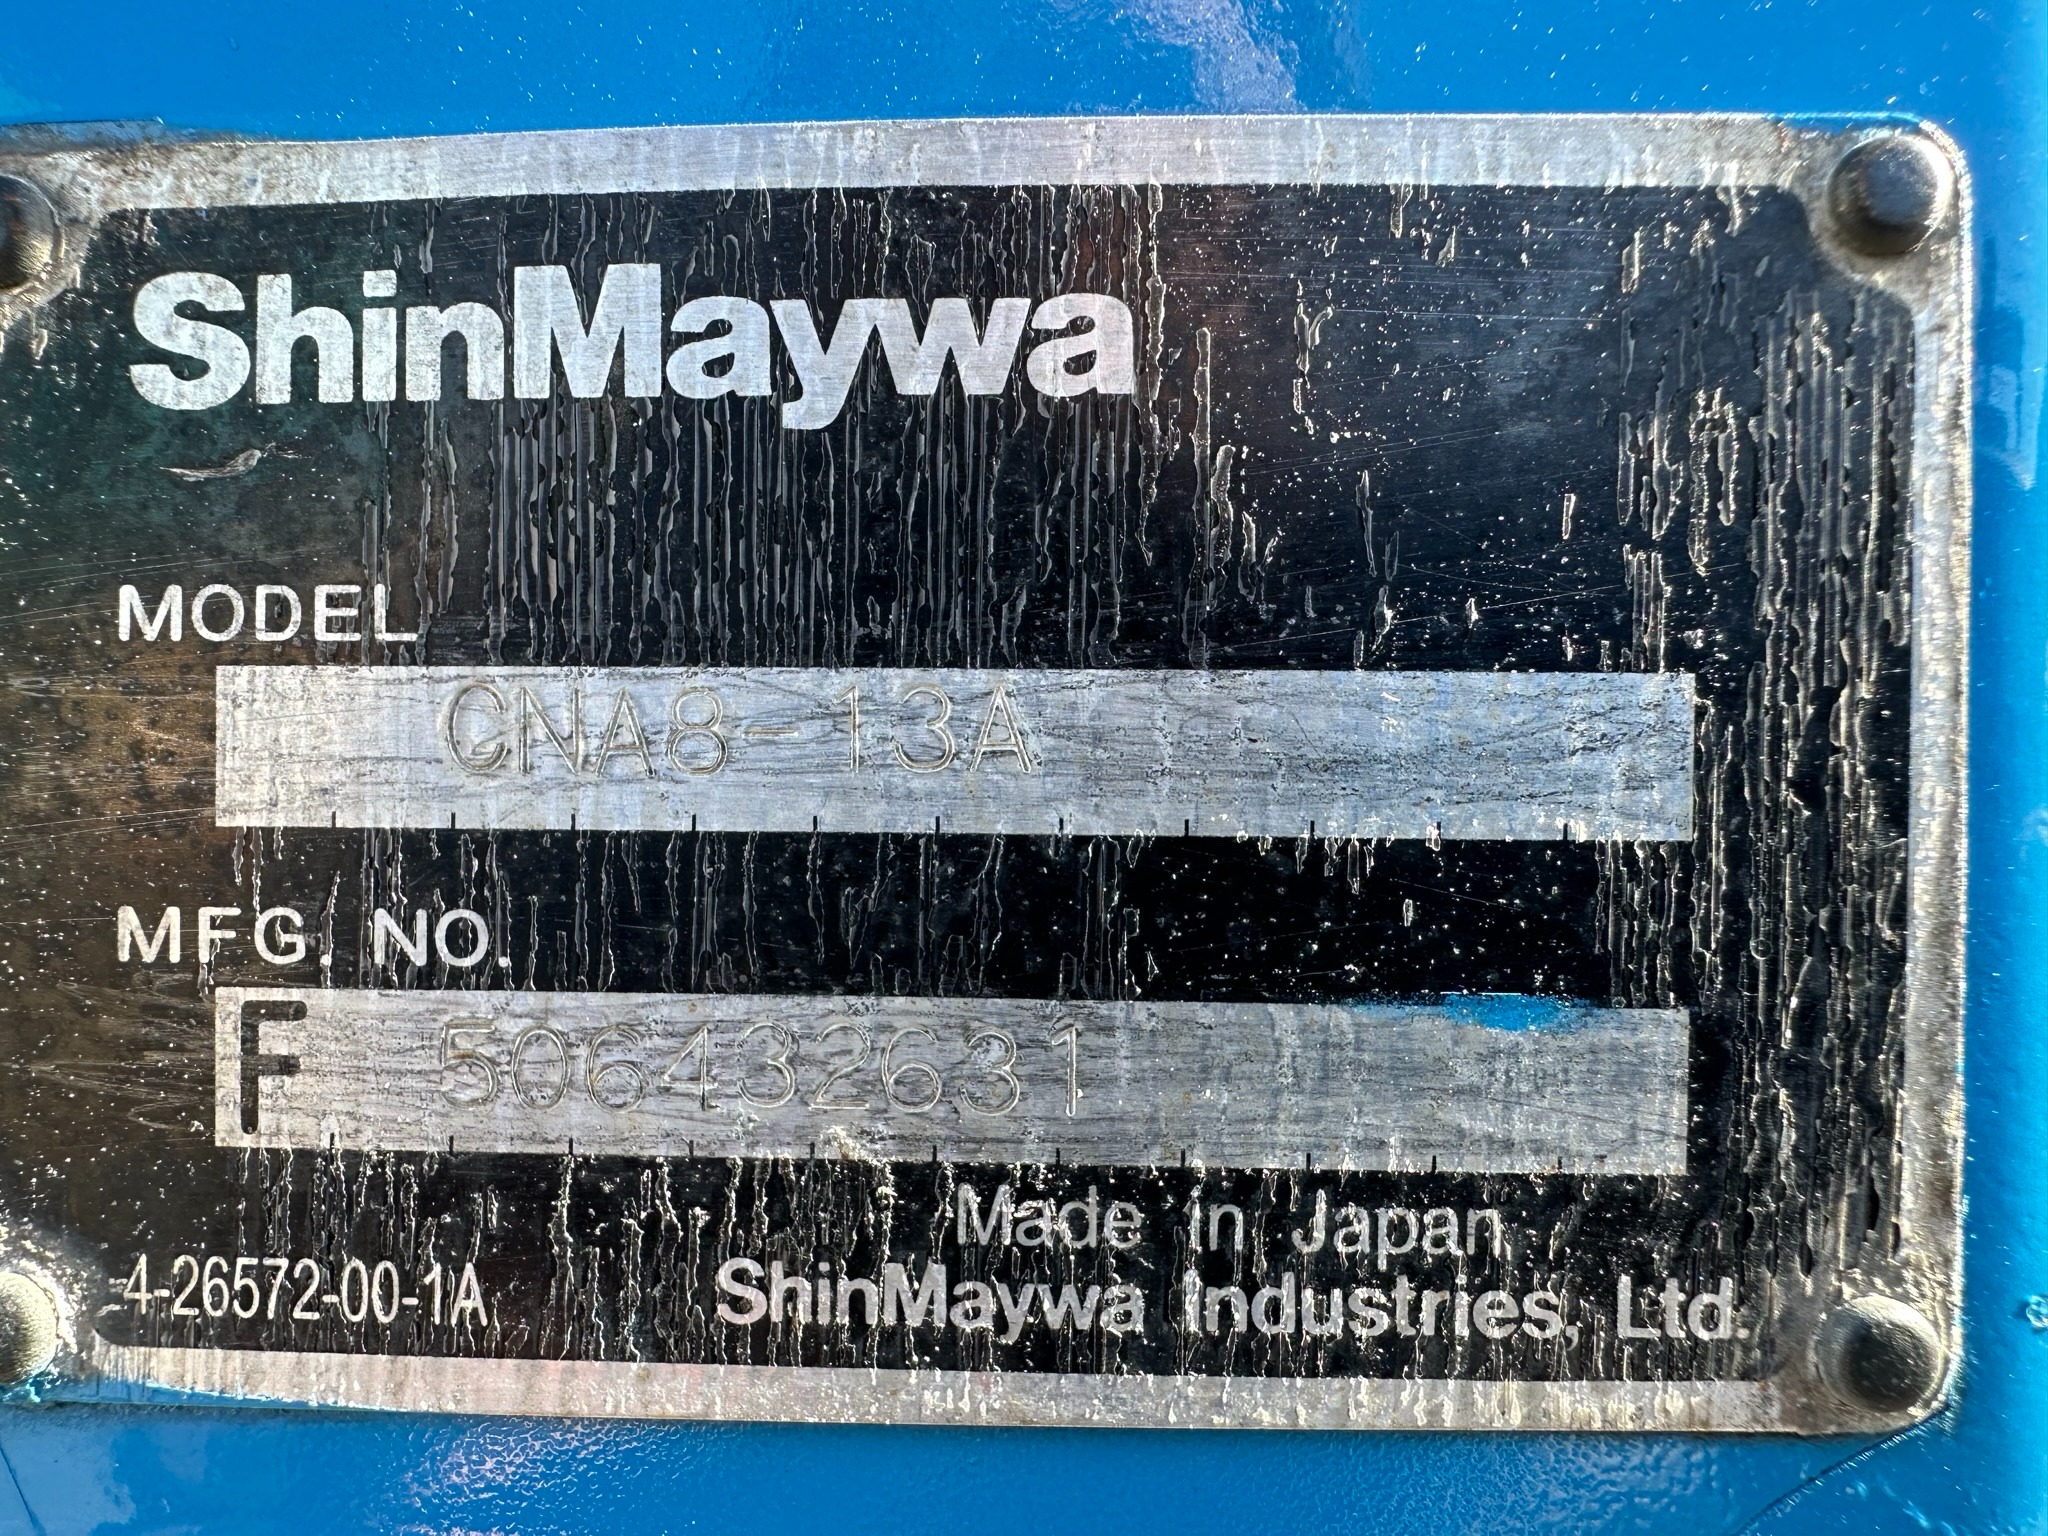 ShinMaywa
MODEL
CNA8-13A
MFG. NO.
F 506432631
Made in Japan
4-26572-00-1A ShinMaywa Industries, Ltd.